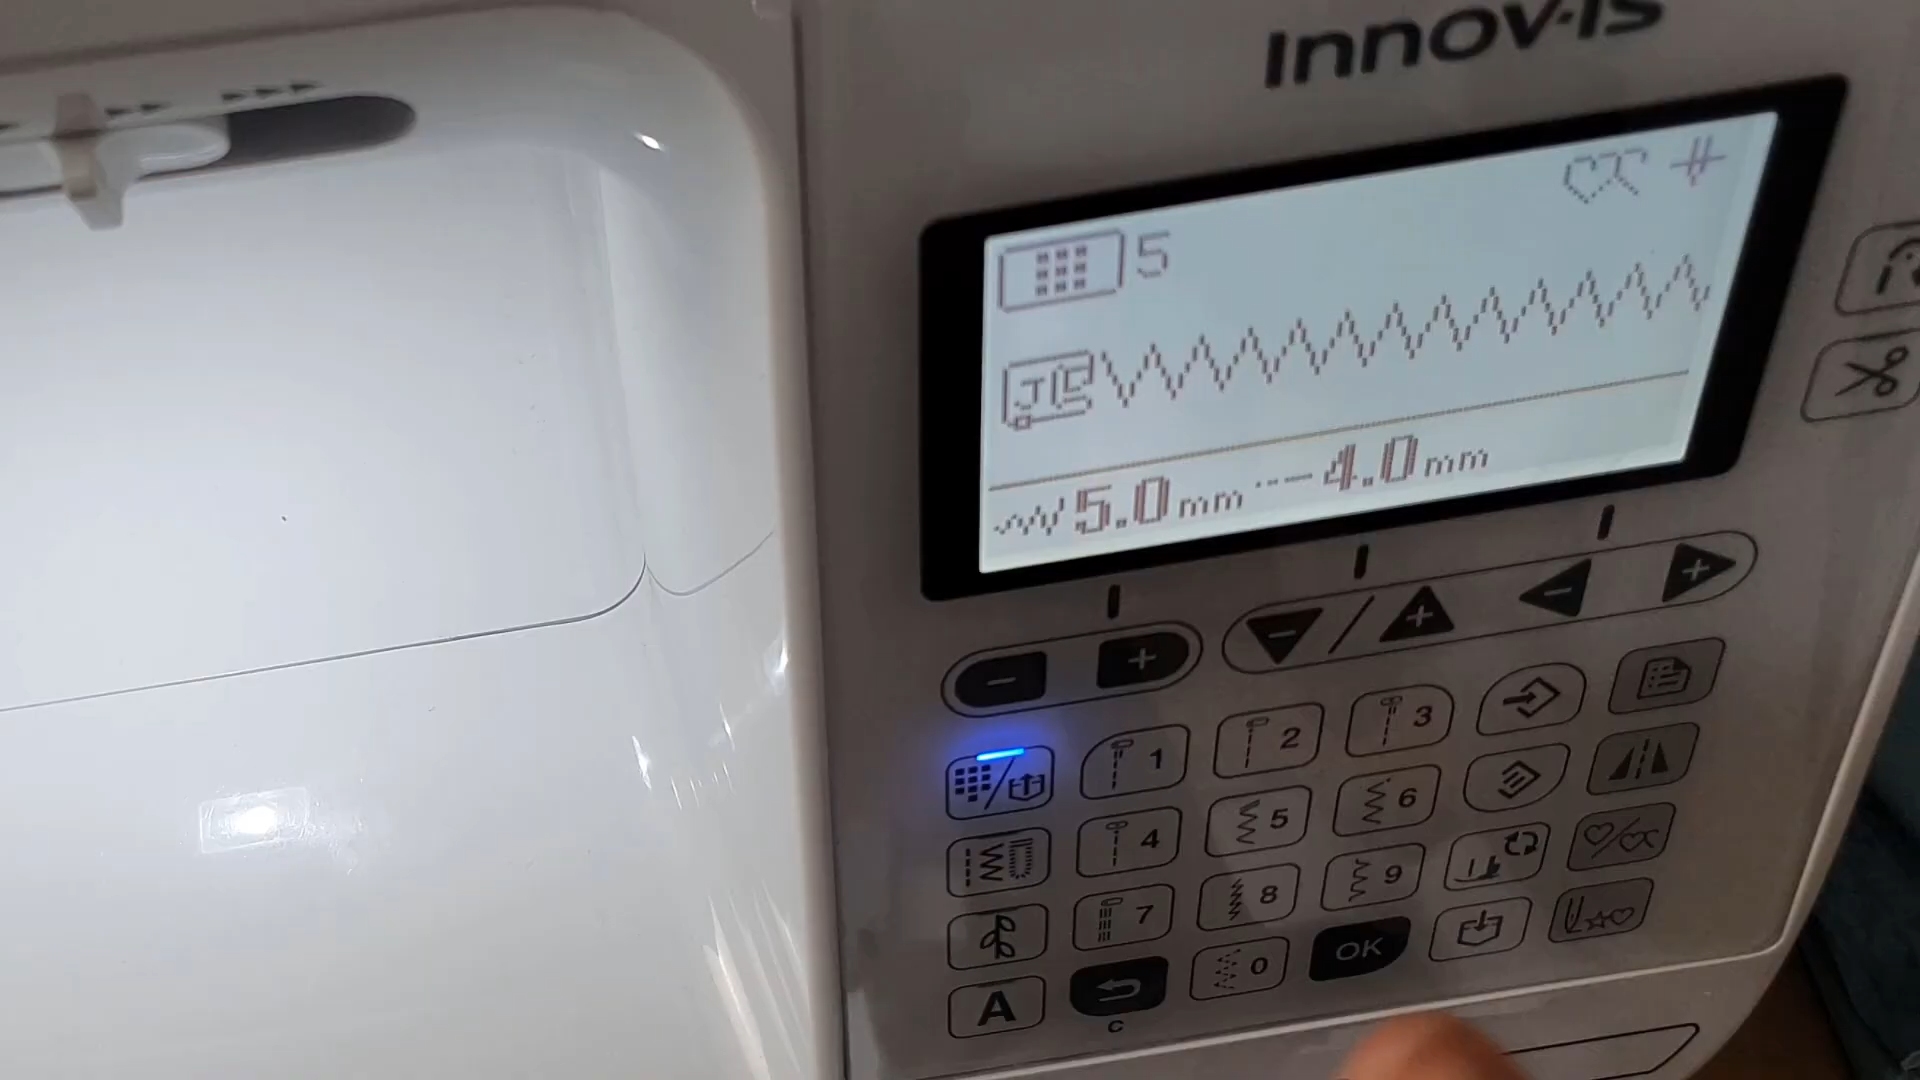 Innov-is
5
J
5.0mm 4.0mm
- + - / + - +
1 2 3
4 5 6
7 8 9
A C 0 OK